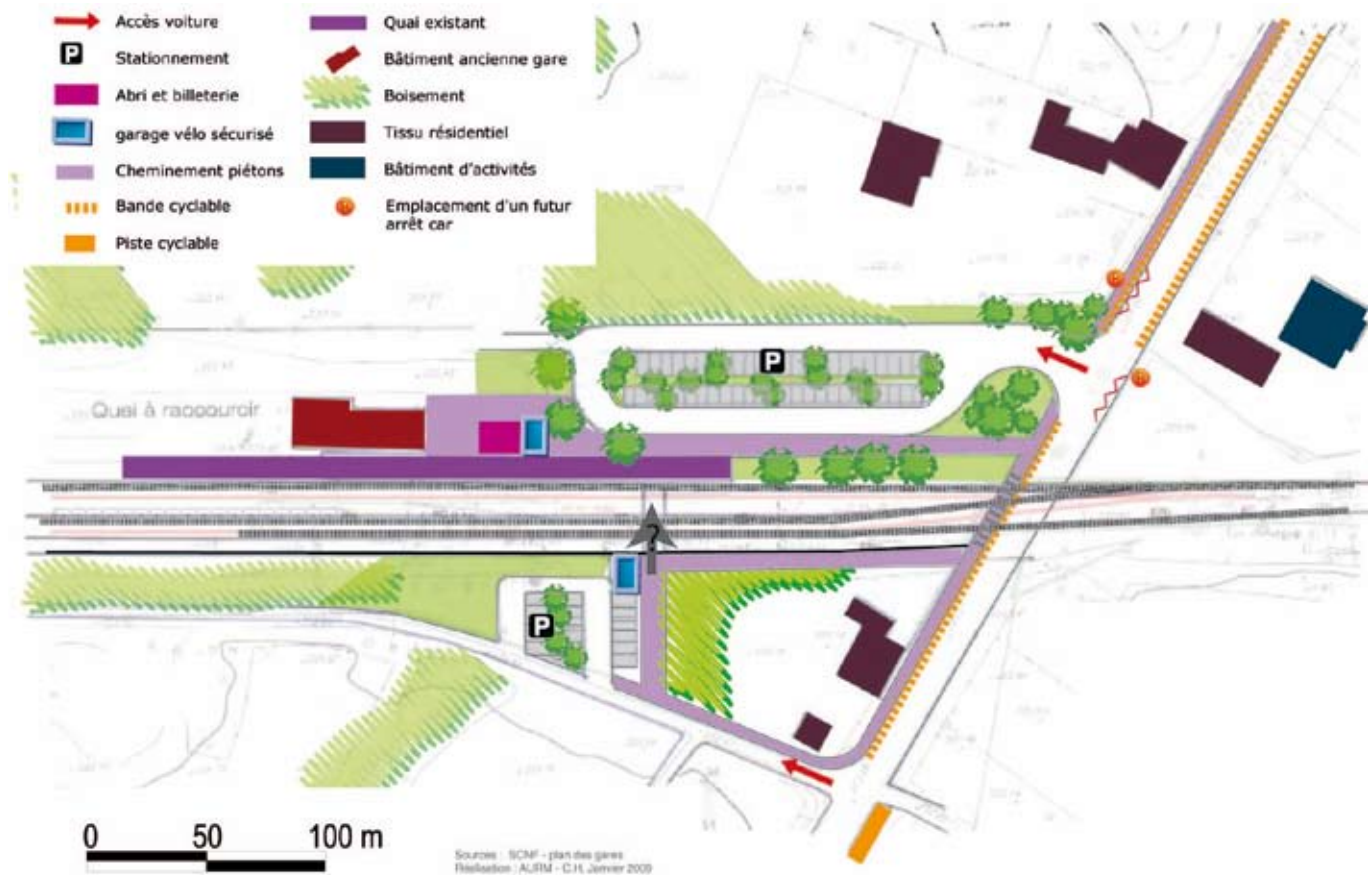 Accès voiture
P
Stationnement
Abri et billeterie
garage vélo sécurisé
Cheminement piétons
Bande cyclable
Piste cyclable
Quai existant
Bâtiment ancienne gare
Boisement
Tissu résidentiel
Bâtiment d'activités
Emplacement d'un futur
arrêt car
P
Quai à raccourcir
?
P
0 50 100 m
Sources : SCNF - plan des gares
Réalisation : AURM - C.H. Janvier 2009